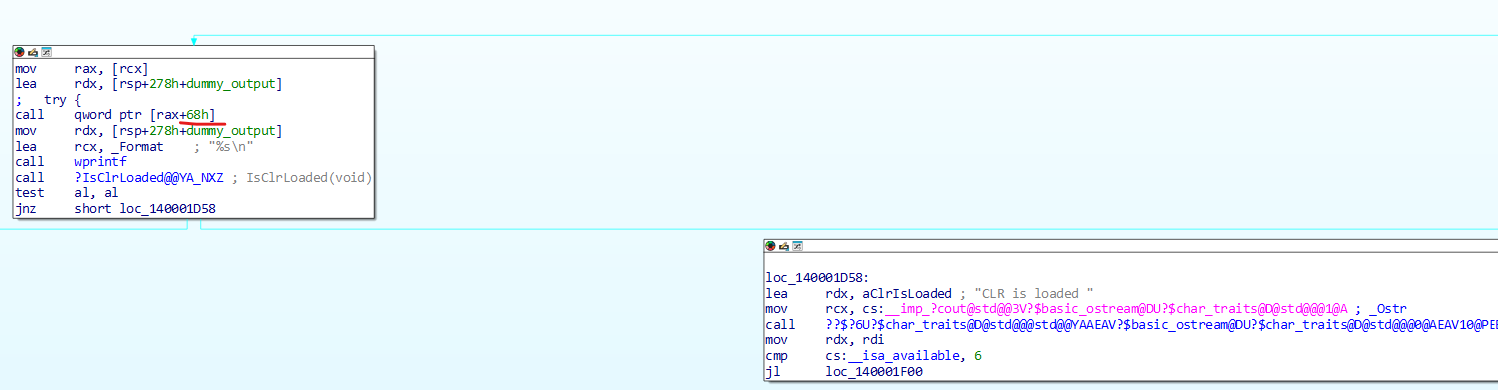 mov rax, [rcx]
lea rdx, [rsp+278h+dummy_output]
; try {
call qword ptr [rax+68h]
mov rdx, [rsp+278h+dummy_output]
lea rcx, _Format ; "%s\n"
call wprintf
call ?IsClrLoaded@@YA_NXZ ; IsClrLoaded(void)
test al, al
jnz short loc_140001D58
loc_140001D58:
lea rdx, aClrIsLoaded ; "CLR is loaded "
mov rcx, cs:__imp_?cout@std@@3V?$basic_ostream@DU?$char_traits@D@std@@@1@A ; _Ostr
call ??$?6U?$char_traits@D@std@@@std@@YAAEAV?$basic_ostream@DU?$char_traits@D@std@@@0@AEAV10@PEB
mov rdx, rdi
cmp cs:__isa_available, 6
jl loc_140001F00